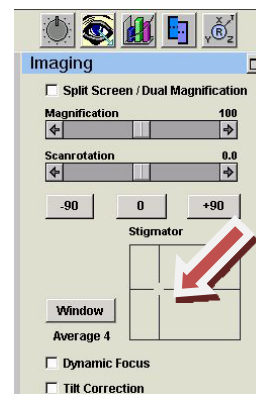 X
R
Y Z
Imaging
Split Screen / Dual Magnification
Magnification 100
Scanrotation 0.0
-90 0 +90
Stigmator
Window
Average 4
Dynamic Focus
Tilt Correction